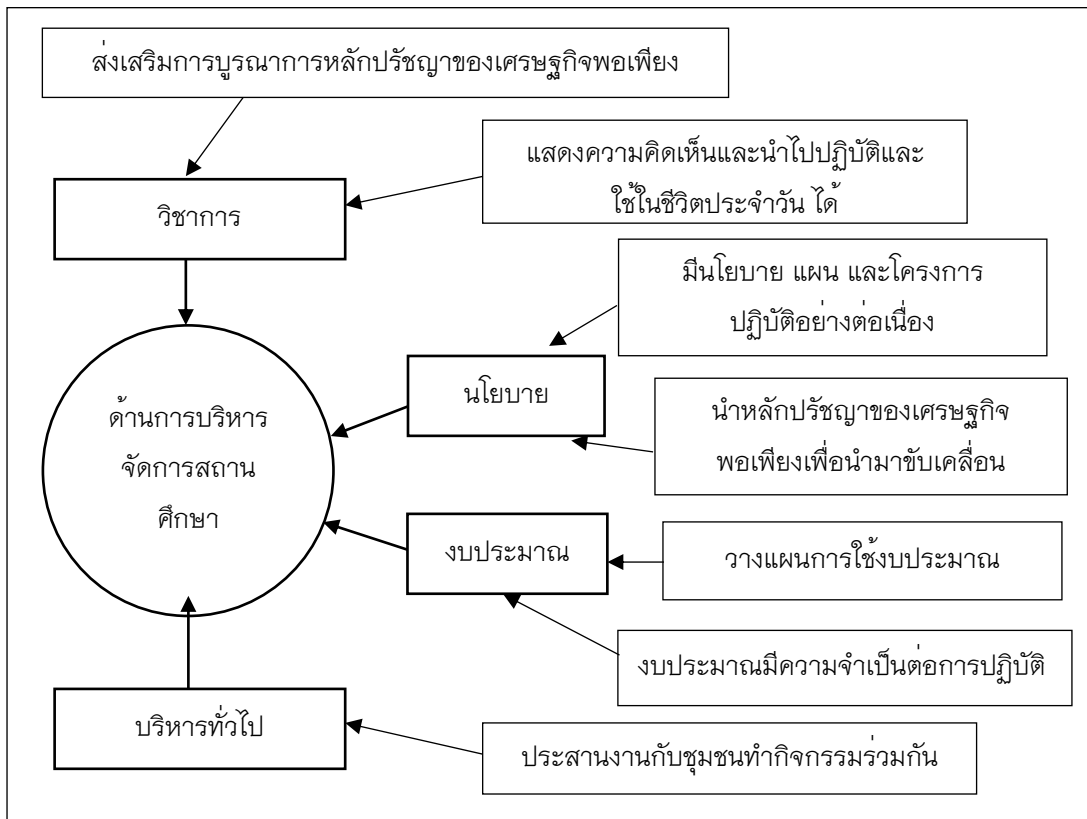 ส่งเสริมการบูรณาการหลักปรัชญาของเศรษฐกิจพอเพียง
แสดงความคิดเห็นและนำไปปฏิบัติและ
ใช้ในชีวิตประจำวัน ได้
วิชาการ
มีนโยบาย แผน และโครงการ
ปฏิบัติอย่างต่อเนื่อง
นโยบาย
นำหลักปรัชญาของเศรษฐกิจ
พอเพียงเพื่อนำมาขับเคลื่อน
ด้านการบริหาร
จัดการสถาน
ศึกษา
งบประมาณ
วางแผนการใช้งบประมาณ
งบประมาณมีความจำเป็นต่อการปฏิบัติ
บริหารทั่วไป
ประสานงานกับชุมชนทำกิจกรรมร่วมกัน